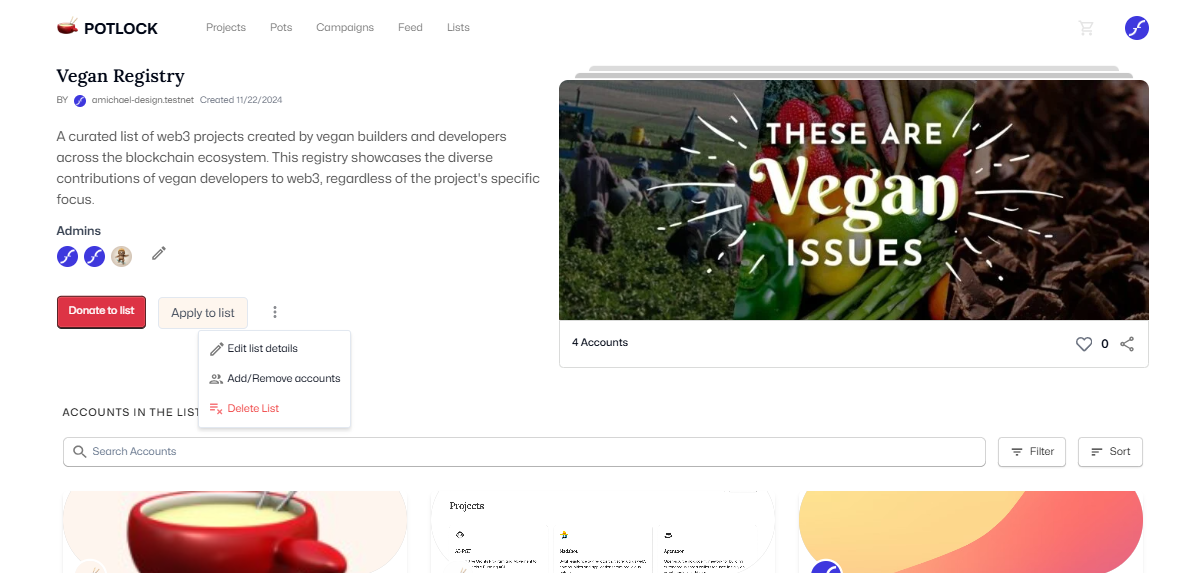 POTLOCK
Projects
Pots
Campaigns
Feed
Lists
Vegan Registry
BY amichael-design.testnet Created 11/22/2024
A curated list of web3 projects created by vegan builders and developers
across the blockchain ecosystem. This registry showcases the diverse
contributions of vegan developers to web3, regardless of the project's specific
focus.
Admins
Donate to list
Apply to list
Edit list details
Add/Remove accounts
Delete List
THESE ARE
Vegan
ISSUES
4 Accounts
0
ACCOUNTS IN THE LIST
Search Accounts
Filter
Sort
Projects